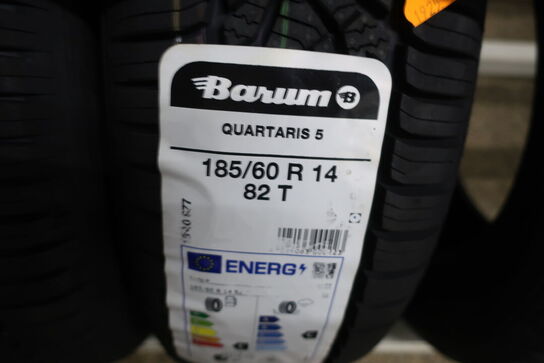 Barum B
QUARTARIS 5
185/60 R 14
82 T
ENERG